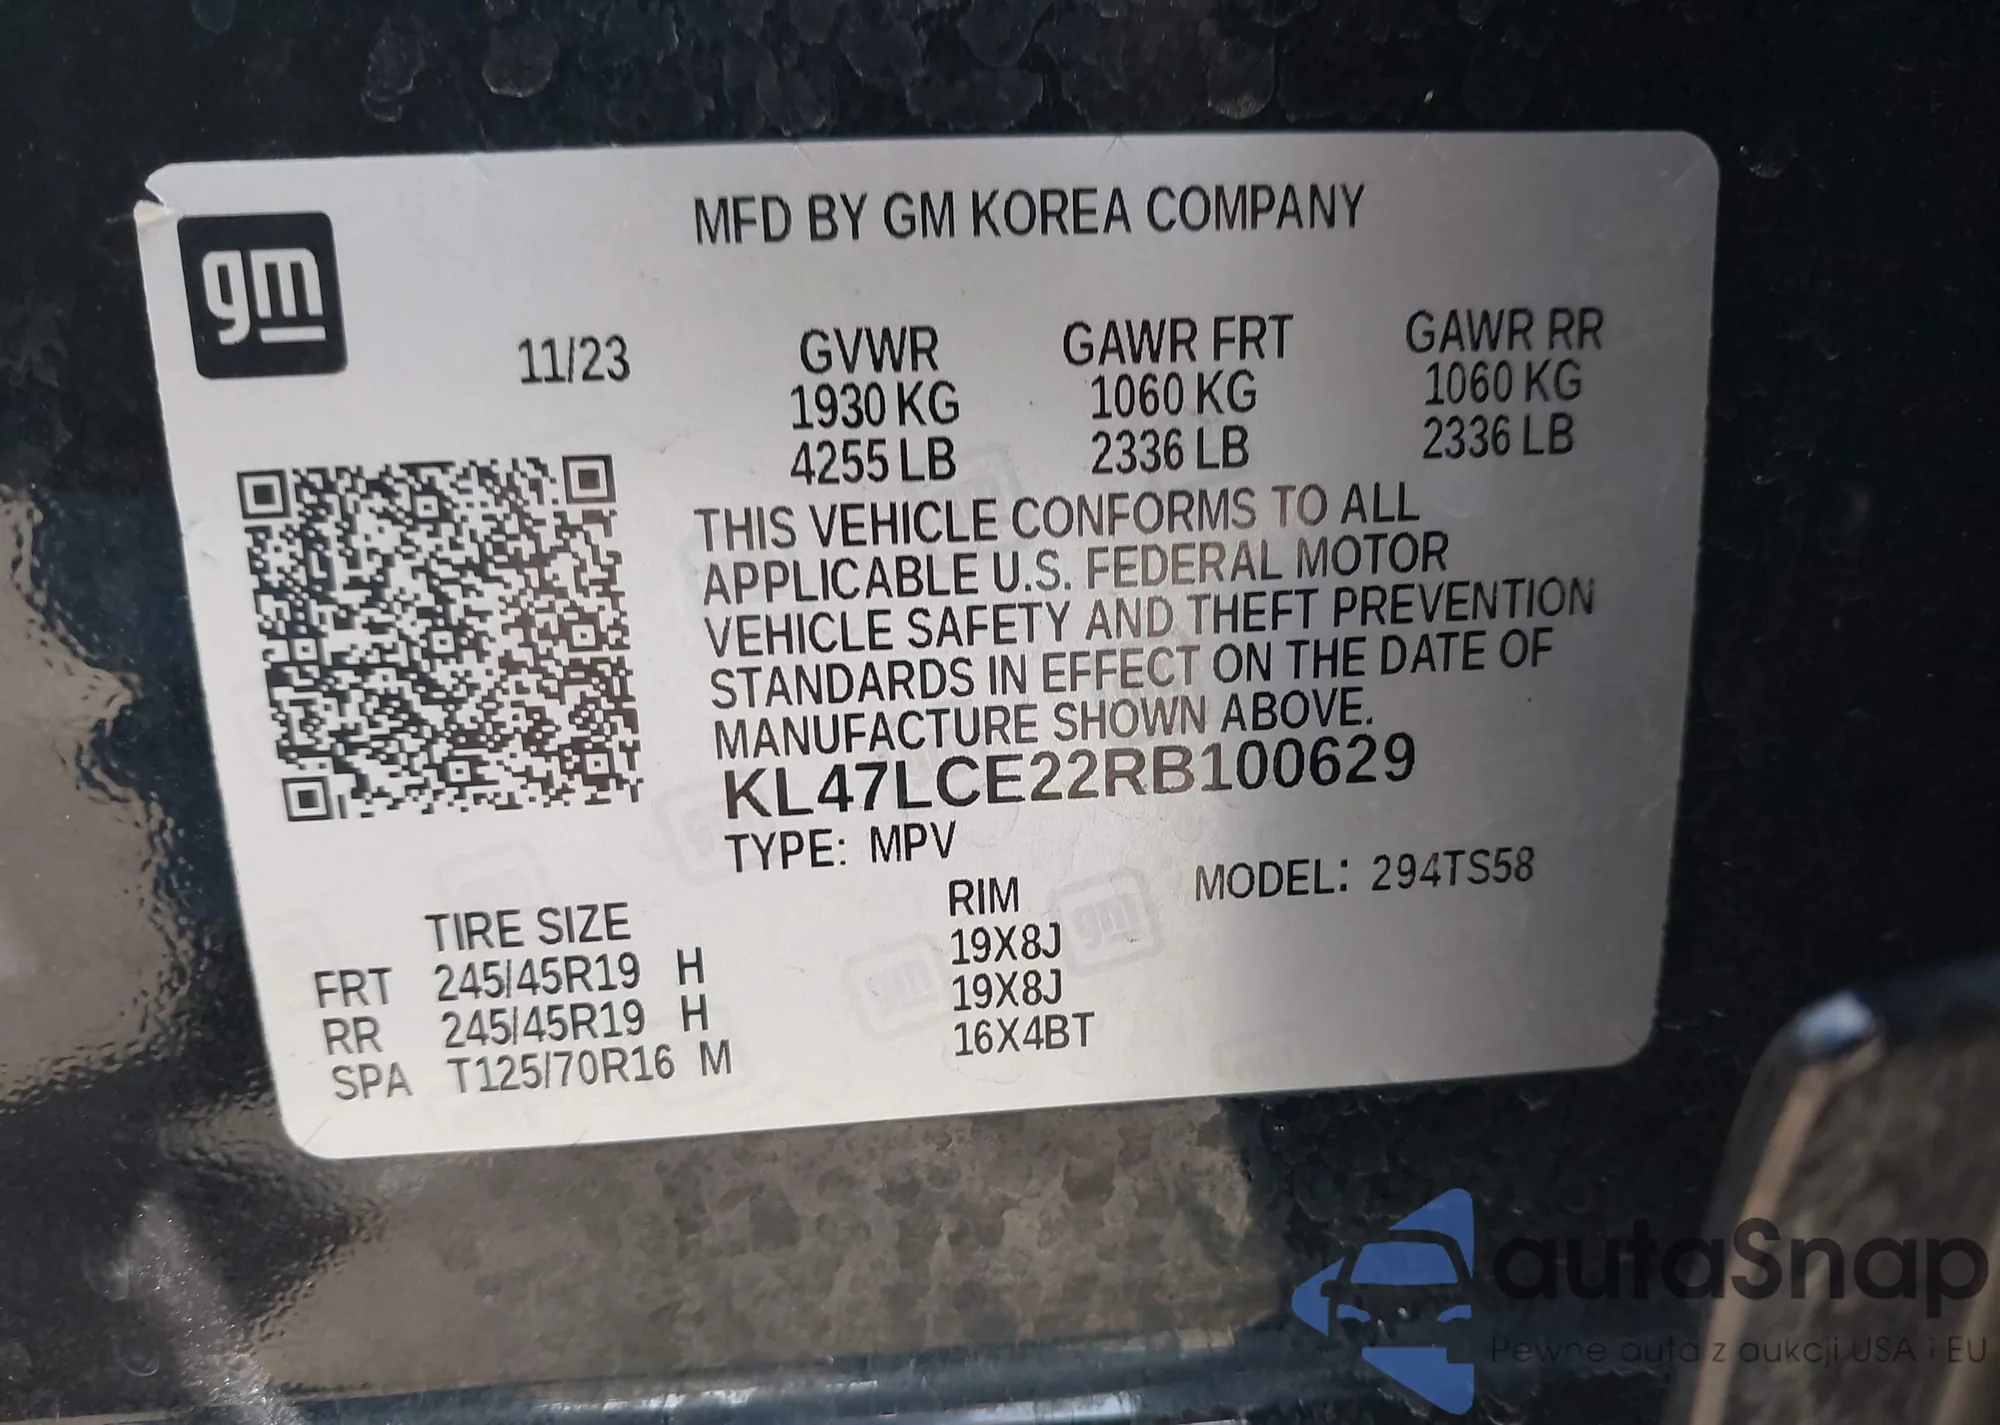 gm
MFD BY GM KOREA COMPANY
11/23
GVWR GAWR FRT GAWR RR
1930 KG 1060 KG 1060 KG
4255 LB 2336 LB 2336 LB
THIS VEHICLE CONFORMS TO ALL
APPLICABLE U.S. FEDERAL MOTOR
VEHICLE SAFETY AND THEFT PREVENTION
STANDARDS IN EFFECT ON THE DATE OF
MANUFACTURE SHOWN ABOVE.
KL47LCE22RB100629
TYPE: MPV MODEL: 294TS58
TIRE SIZE RIM
FRT 245/45R19 H 19X8J
RR 245/45R19 H 19X8J
SPA T125/70R16 M 16X4BT
autaSnap
Pewne auta z aukcji USA i EU